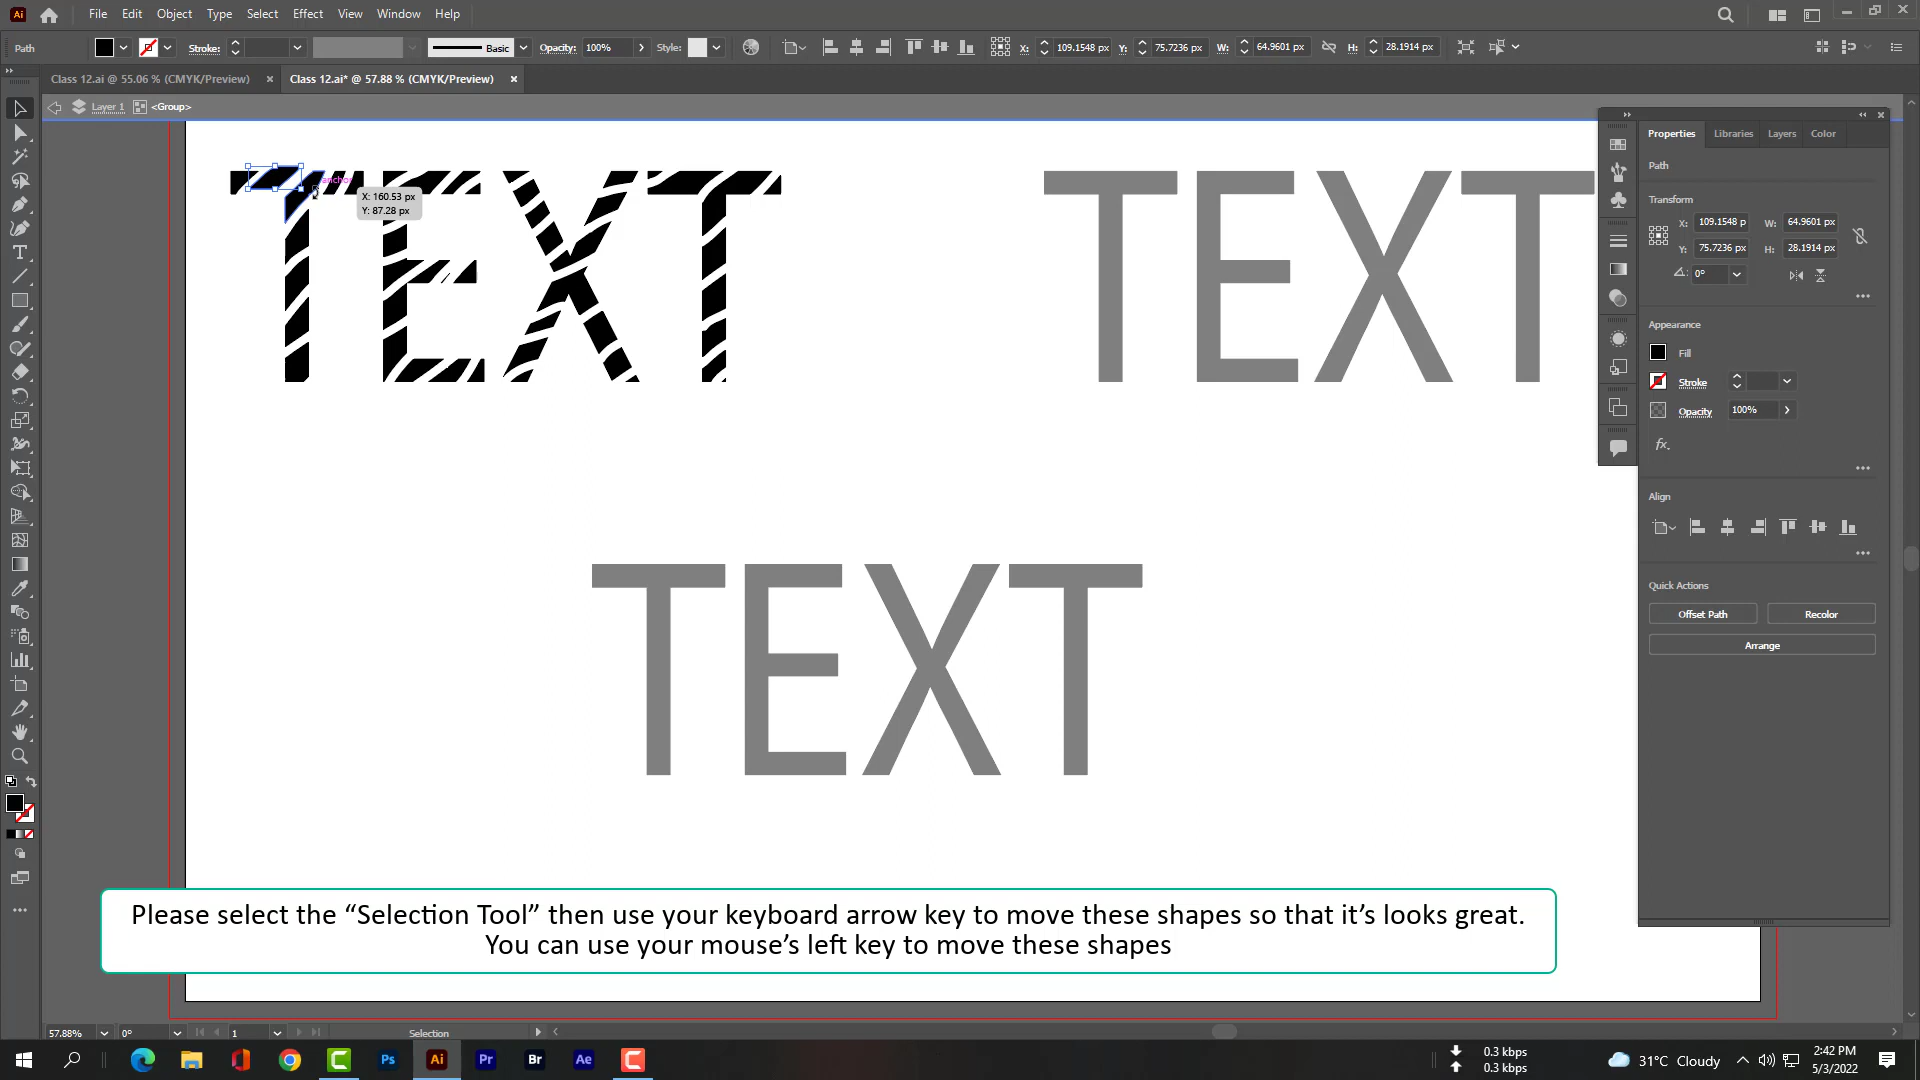 Ai File Edit Object Type Select Effect View Window Help
Path Stroke: Basic Opacity: 100% Style: X: 109.1548 px Y: 75.7236 px W: 64.9601 px H: 28.1914 px
Class 12.ai @ 55.06 % (CMYK/Preview) Class 12.ai* @ 57.88 % (CMYK/Preview)
Layer 1 <Group>
Properties Libraries Layers Color
Path
Transform
X: 109.1548 p W: 64.9601 px
Y: 75.7236 px H: 28.1914 px
0°
Appearance
Fill
Stroke
Opacity 100%
fx.
Align
Quick Actions
Offset Path Recolor
Arrange
anchor
X: 160.53 px
Y: 87.28 px
TEXT TEXT
TEXT
Please select the “Selection Tool” then use your keyboard arrow key to move these shapes so that it’s looks great.
You can use your mouse’s left key to move these shapes
57.88% 0° 1 Selection
Ps Ai Pr Br Ae
0.3 kbps
0.3 kbps
31°C Cloudy
2:42 PM
5/3/2022